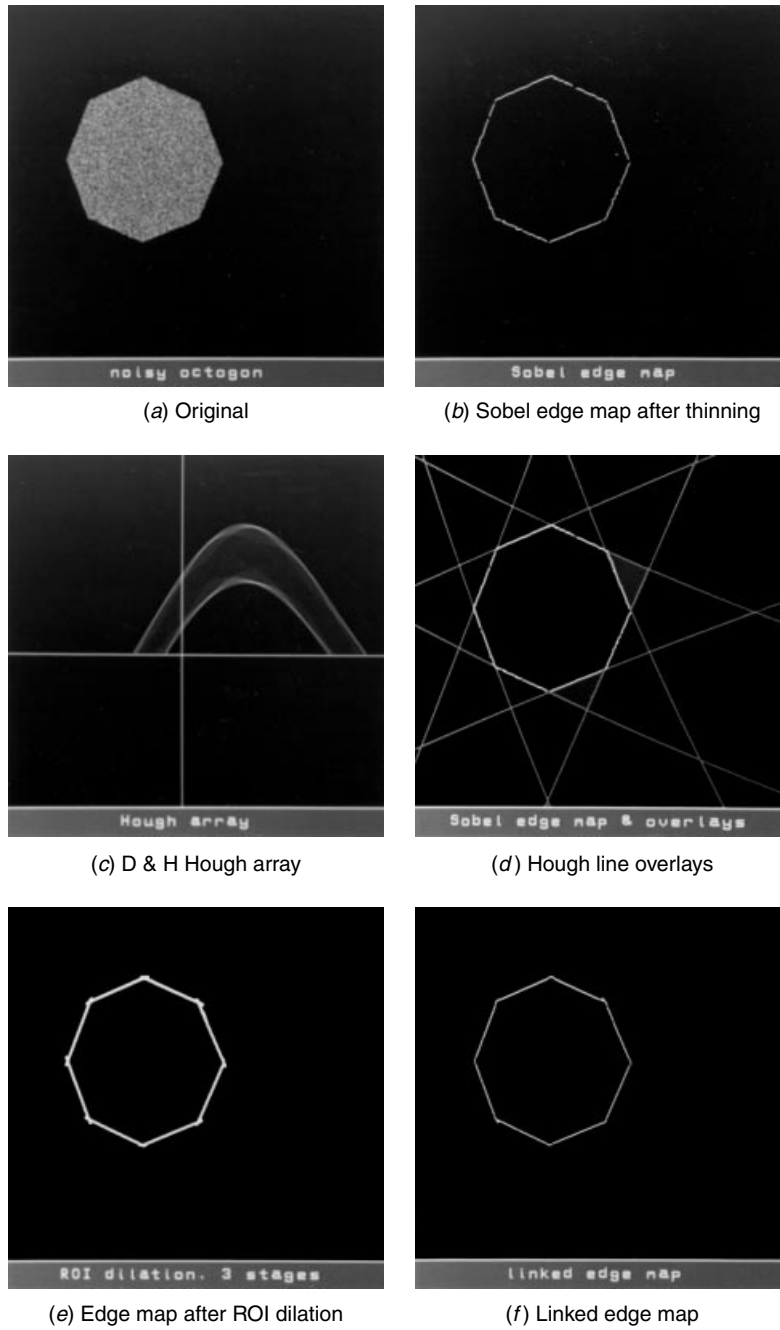 noisy octagon
Sobel edge map
(a) Original
(b) Sobel edge map after thinning
Hough array
Sobel edge map & overlays
(c) D & H Hough array
(d) Hough line overlays
ROI dilation. 3 stages
linked edge map
(e) Edge map after ROI dilation
(f) Linked edge map